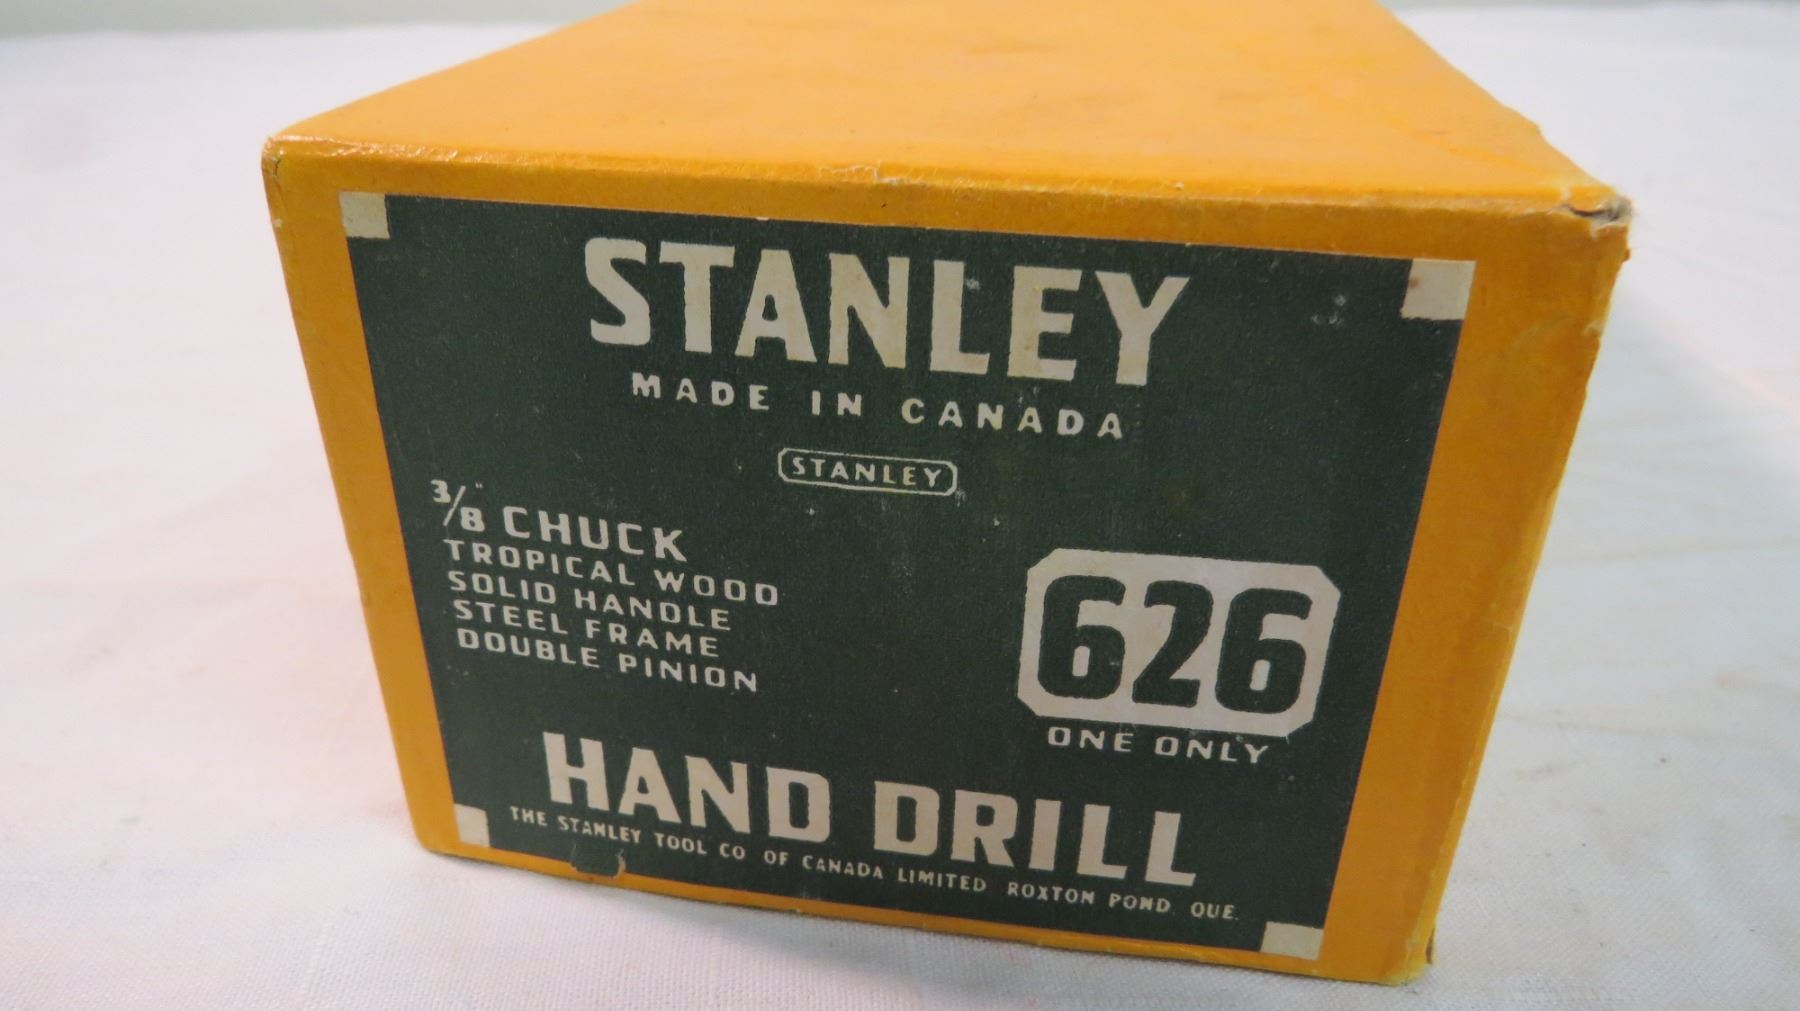 STANLEY
MADE IN CANADA
STANLEY
3/8" CHUCK
TROPICAL WOOD
SOLID HANDLE
STEEL FRAME
DOUBLE PINION
626
ONE ONLY
HAND DRILL
THE STANLEY TOOL CO OF CANADA LIMITED ROXTON POND QUE.